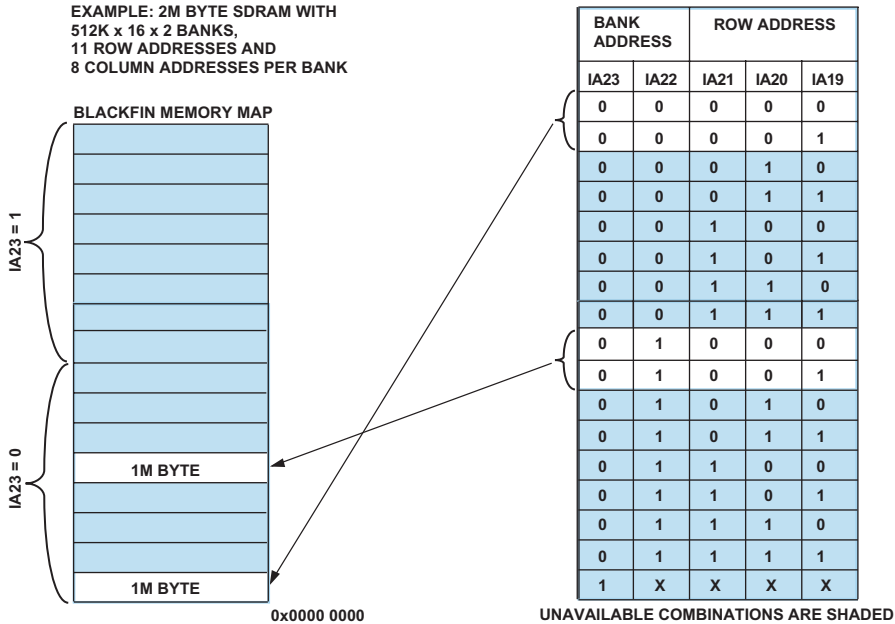 EXAMPLE: 2M BYTE SDRAM WITH
512K x 16 x 2 BANKS,
11 ROW ADDRESSES AND
8 COLUMN ADDRESSES PER BANK
BLACKFIN MEMORY MAP
IA23 = 1
IA23 = 0
1M BYTE
1M BYTE
0x0000 0000
BANK ADDRESS ROW ADDRESS
IA23 IA22 IA21 IA20 IA19
0 0 0 0 0
0 0 0 0 1
0 0 0 1 0
0 0 0 1 1
0 0 1 0 0
0 0 1 0 1
0 0 1 1 0
0 0 1 1 1
0 1 0 0 0
0 1 0 0 1
0 1 0 1 0
0 1 0 1 1
0 1 1 0 0
0 1 1 0 1
0 1 1 1 0
0 1 1 1 1
1 X X X X
UNAVAILABLE COMBINATIONS ARE SHADED